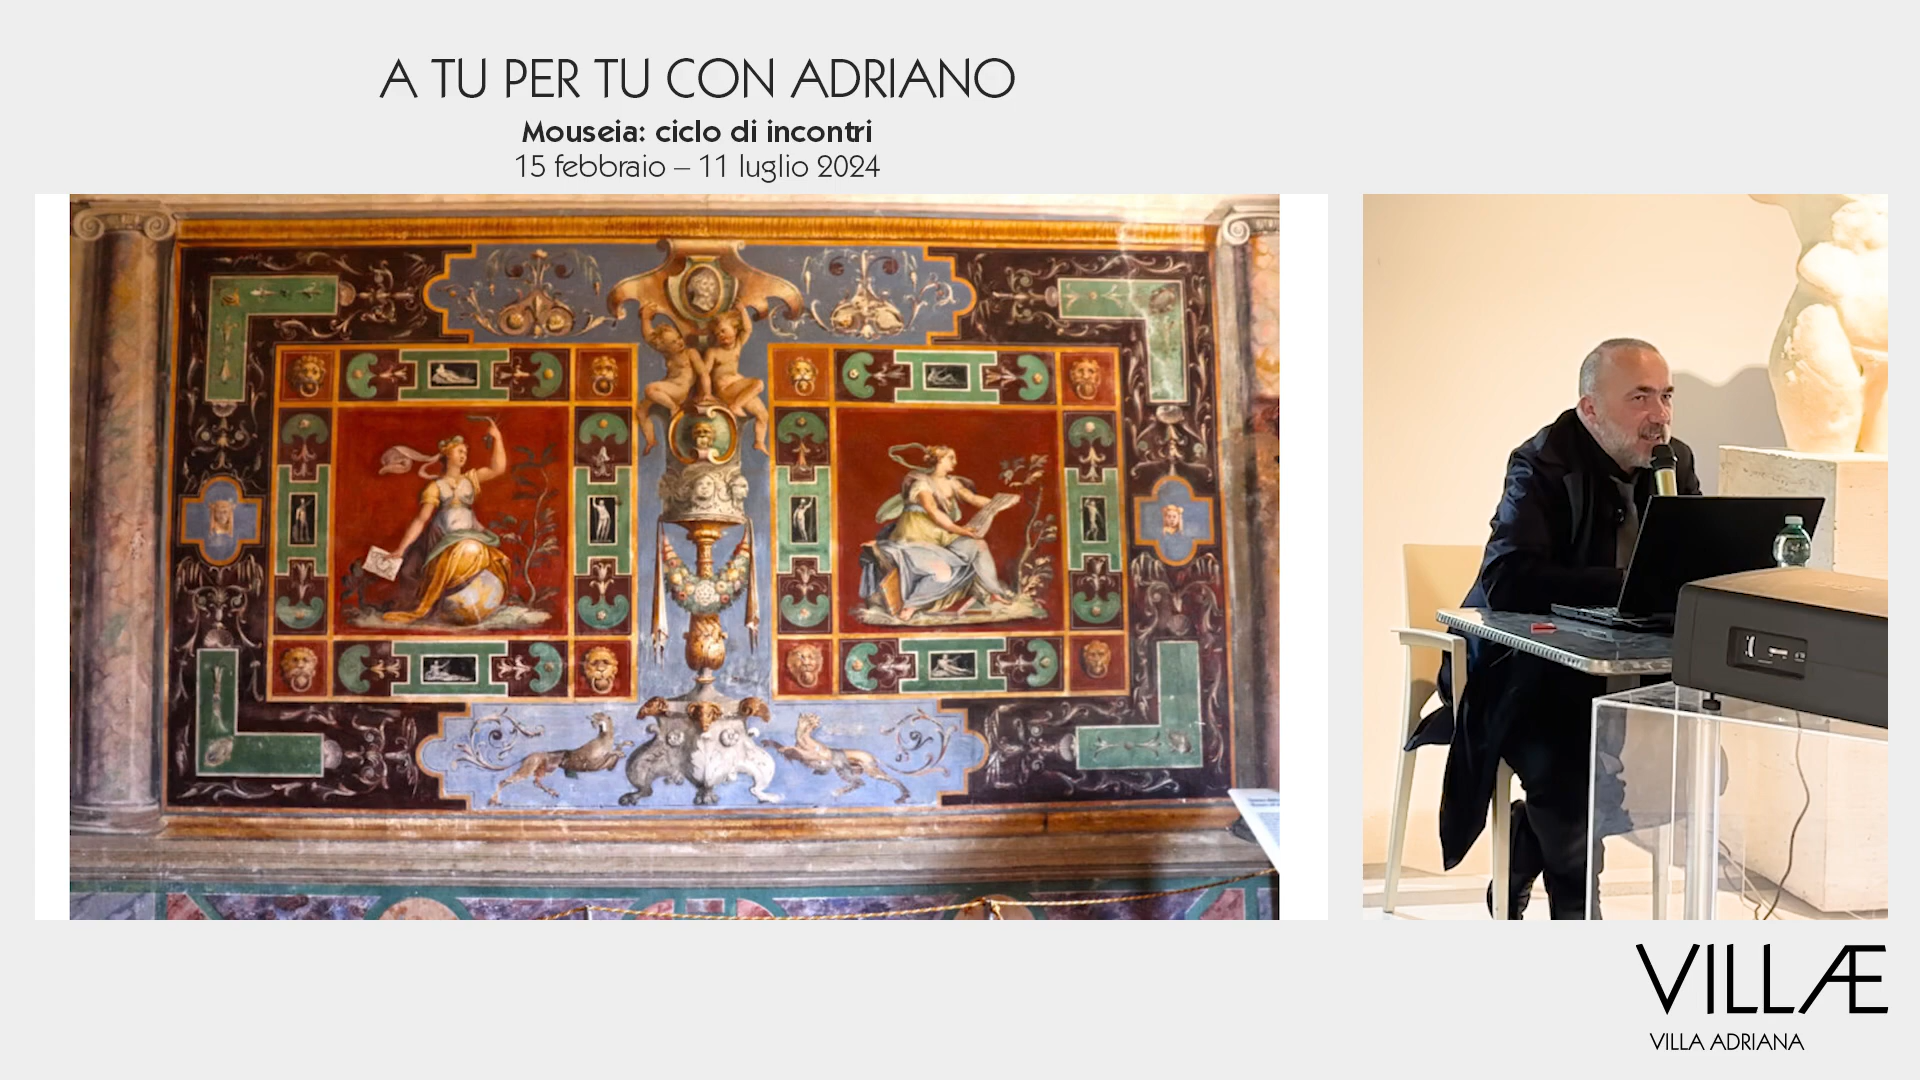 A TU PER TU CON ADRIANO
Mouseia: ciclo di incontri
15 febbraio – 11 luglio 2024
VILLÆ
VILLA ADRIANA